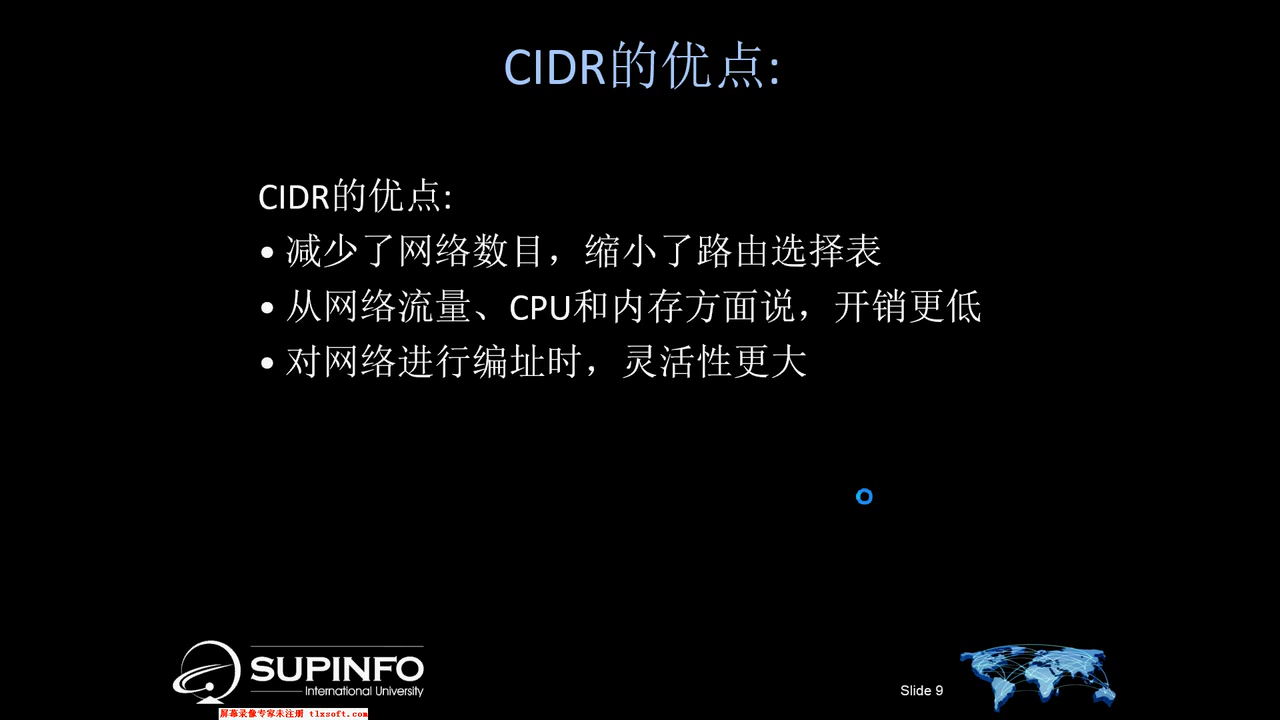 CIDR的优点:
CIDR的优点:
• 减少了网络数目，缩小了路由选择表
• 从网络流量、CPU和内存方面说，开销更低
• 对网络进行编址时，灵活性更大
SUPINFO
International University
Slide 9
屏幕录像专家未注册 tlxsoft.com